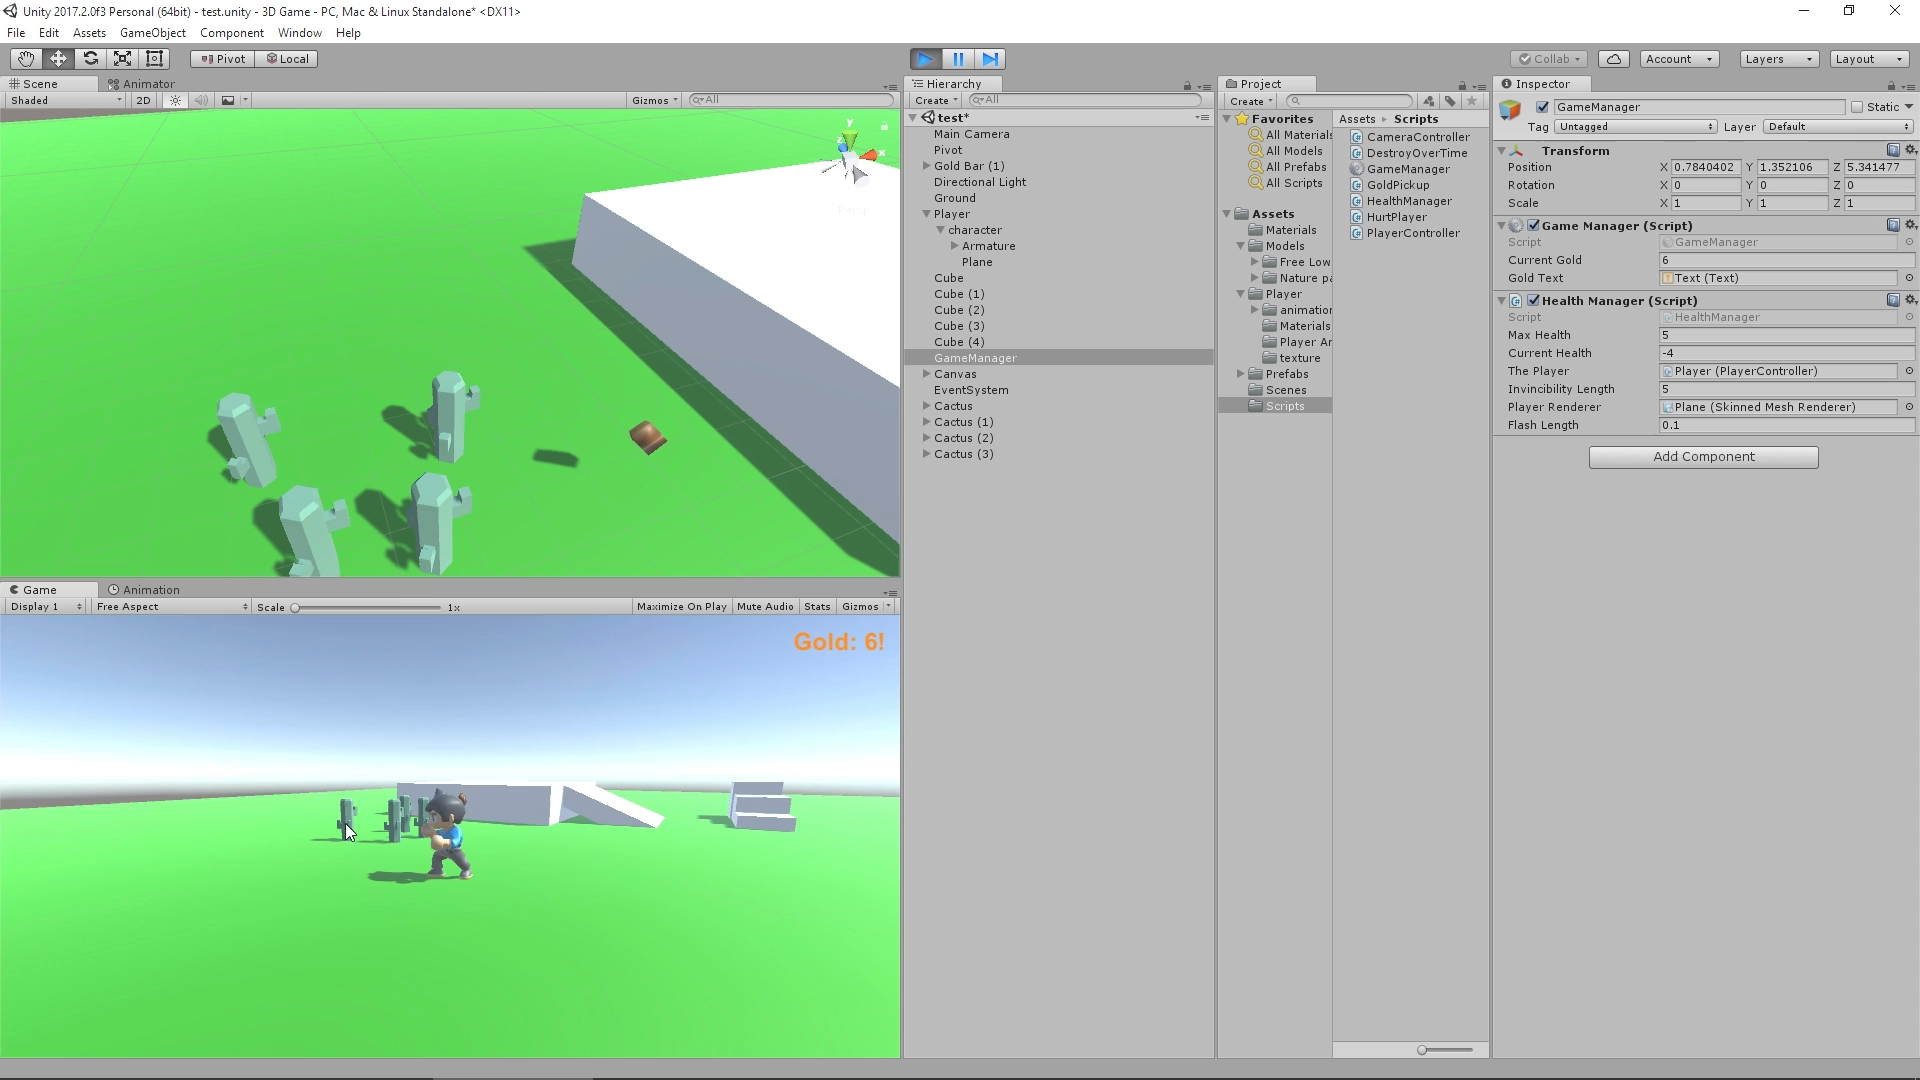 Unity 2017.2.0f3 Personal (64bit) - test.unity - 3D Game - PC, Mac & Linux Standalone* <DX11>
File Edit Assets GameObject Component Window Help
Pivot Local
Collab Account Layers Layout
Scene Animator
Shaded 2D Gizmos All
y
x
z
Persp
Game Animation
Display 1 Free Aspect Scale 1x Maximize On Play Mute Audio Stats Gizmos
Gold: 6!
Hierarchy
Create All
test*
Main Camera
Pivot
Gold Bar (1)
Directional Light
Ground
Player
character
Armature
Plane
Cube
Cube (1)
Cube (2)
Cube (3)
Cube (4)
GameManager
Canvas
EventSystem
Cactus
Cactus (1)
Cactus (2)
Cactus (3)
Project
Create
Favorites
All Materials
All Models
All Prefabs
All Scripts
Assets
Materials
Models
Free Low
Nature pa
Player
animation
Materials
Player Ar
texture
Prefabs
Scenes
Scripts
Assets Scripts
CameraController
DestroyOverTime
GameManager
GoldPickup
HealthManager
HurtPlayer
PlayerController
Inspector
GameManager Static
Tag Untagged Layer Default
Transform
Position X 0.7840402 Y 1.352106 Z 5.341477
Rotation X 0 Y 0 Z 0
Scale X 1 Y 1 Z 1
Game Manager (Script)
Script GameManager
Current Gold 6
Gold Text Text (Text)
Health Manager (Script)
Script HealthManager
Max Health 5
Current Health -4
The Player Player (PlayerController)
Invincibility Length 5
Player Renderer Plane (Skinned Mesh Renderer)
Flash Length 0.1
Add Component